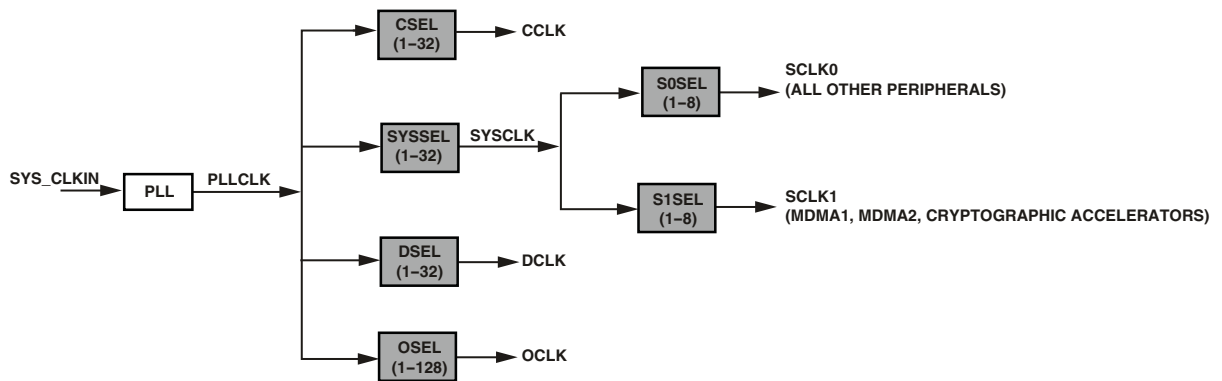 CSEL
(1–32)
CCLK
S0SEL
(1–8)
SCLK0
(ALL OTHER PERIPHERALS)
SYSSEL
(1–32)
SYSCLK
SYS_CLKIN
PLL
PLLCLK
S1SEL
(1–8)
SCLK1
(MDMA1, MDMA2, CRYPTOGRAPHIC ACCELERATORS)
DSEL
(1–32)
DCLK
OSEL
(1–128)
OCLK